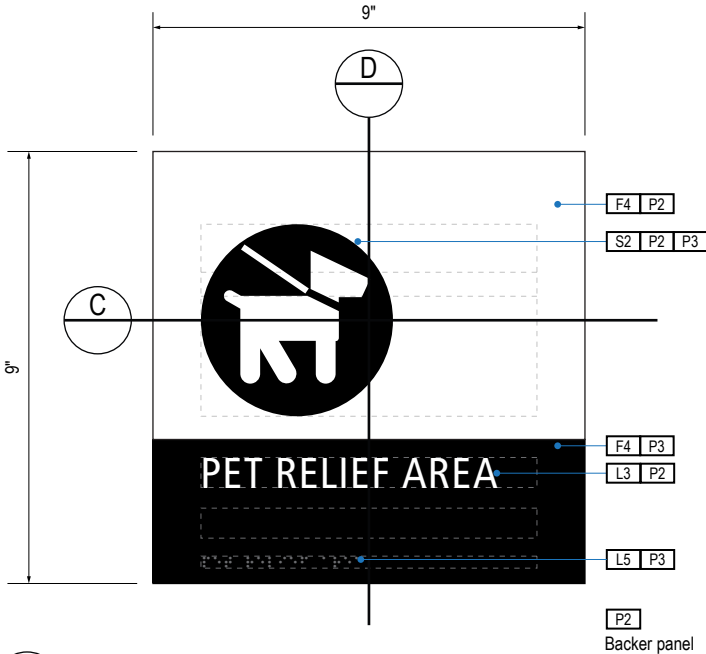 9"
D
F4 P2
S2 P2 P3
C
9"
F4 P3
PET RELIEF AREA
L3 P2
L5 P3
P2
Backer panel